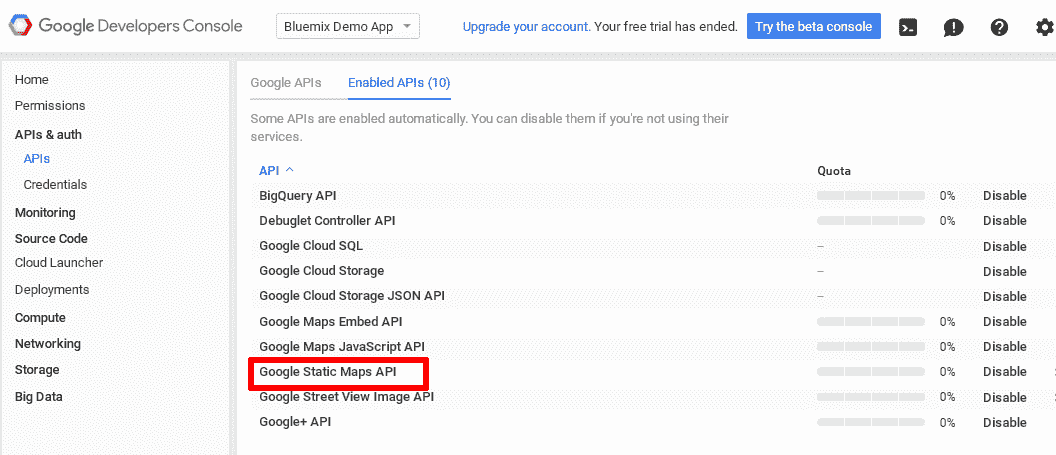 Google Developers Console Bluemix Demo App Upgrade your account. Your free trial has ended. Try the beta console
Home
Permissions
APIs & auth
APIs
Credentials
Monitoring
Source Code
Cloud Launcher
Deployments
Compute
Networking
Storage
Big Data
Google APIs Enabled APIs (10)
Some APIs are enabled automatically. You can disable them if you're not using their
services.
API Quota
BigQuery API 0% Disable
Debuglet Controller API 0% Disable
Google Cloud SQL – Disable
Google Cloud Storage – Disable
Google Cloud Storage JSON API – Disable
Google Maps Embed API 0% Disable
Google Maps JavaScript API 0% Disable
Google Static Maps API 0% Disable
Google Street View Image API 0% Disable
Google+ API 0% Disable